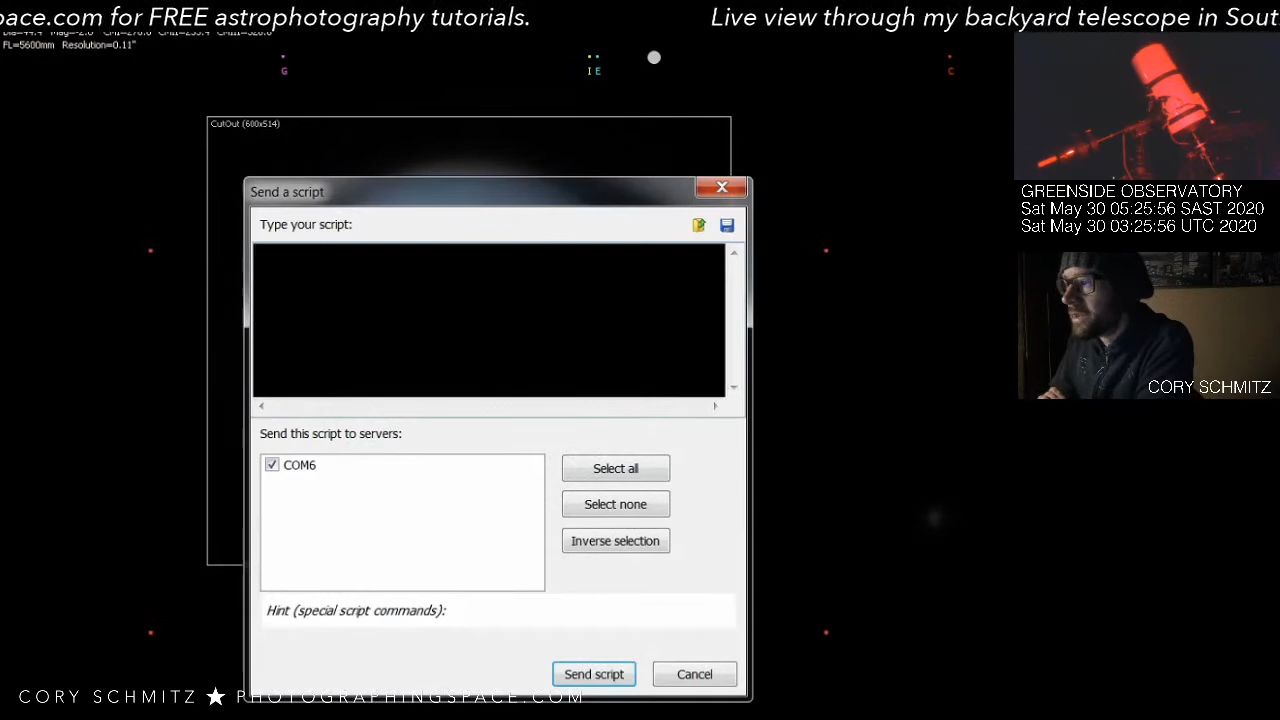 pace.com for FREE astrophotography tutorials.
Live view through my backyard telescope in Sout
FL=5600mm Resolution=0.11"
G
I E
C
CutOut (600x514)
GREENSIDE OBSERVATORY
Sat May 30 05:25:56 SAST 2020
Sat May 30 03:25:56 UTC 2020
Send a script
Type your script:
CORY SCHMITZ
Send this script to servers:
COM6
Select all
Select none
Inverse selection
Hint (special script commands):
Send script
Cancel
CORY SCHMITZ ★ PHOTOGRAPHINGSPACE.COM